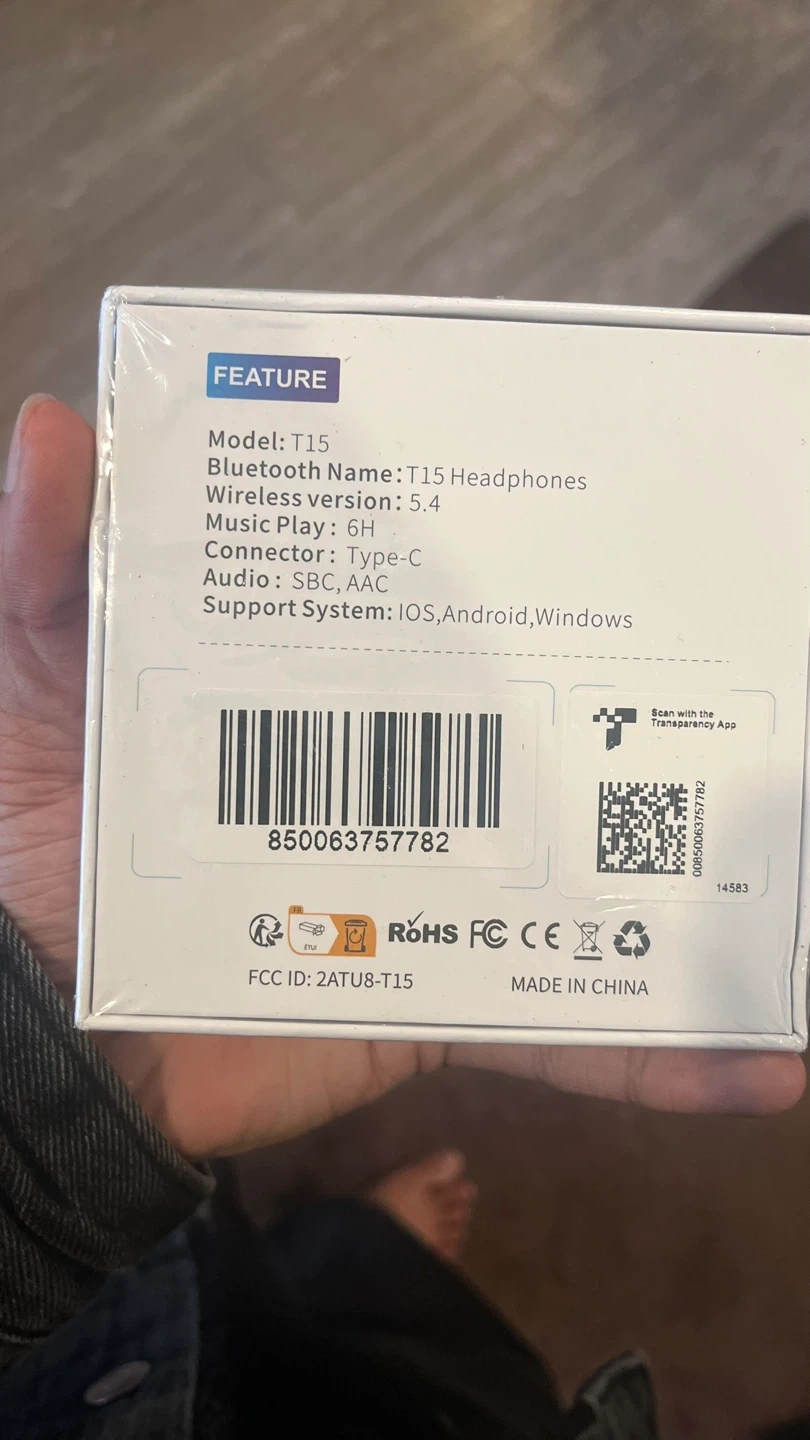 FEATURE
Model: T15
Bluetooth Name: T15 Headphones
Wireless version: 5.4
Music Play: 6H
Connector: Type-C
Audio: SBC, AAC
Support System: IOS,Android,Windows
850063757782
Scan with the
Transparency App
00850063757782
14583
FR
ÉTUI
RoHS FC CE
FCC ID: 2ATU8-T15
MADE IN CHINA